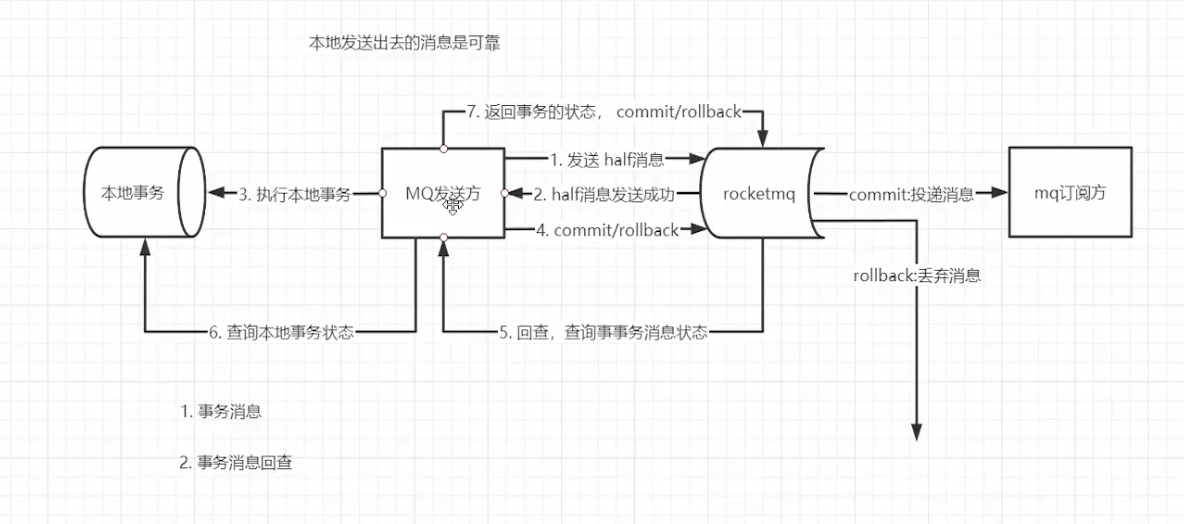 本地发送出去的消息是可靠
7. 返回事务的状态， commit/rollback
1. 发送 half消息
本地事务
3. 执行本地事务
MQ发送方
2. half消息发送成功
rocketmq
commit:投递消息
mq订阅方
4. commit/rollback
rollback:丢弃消息
6. 查询本地事务状态
5. 回查，查询事事务消息状态
1. 事务消息
2. 事务消息回查